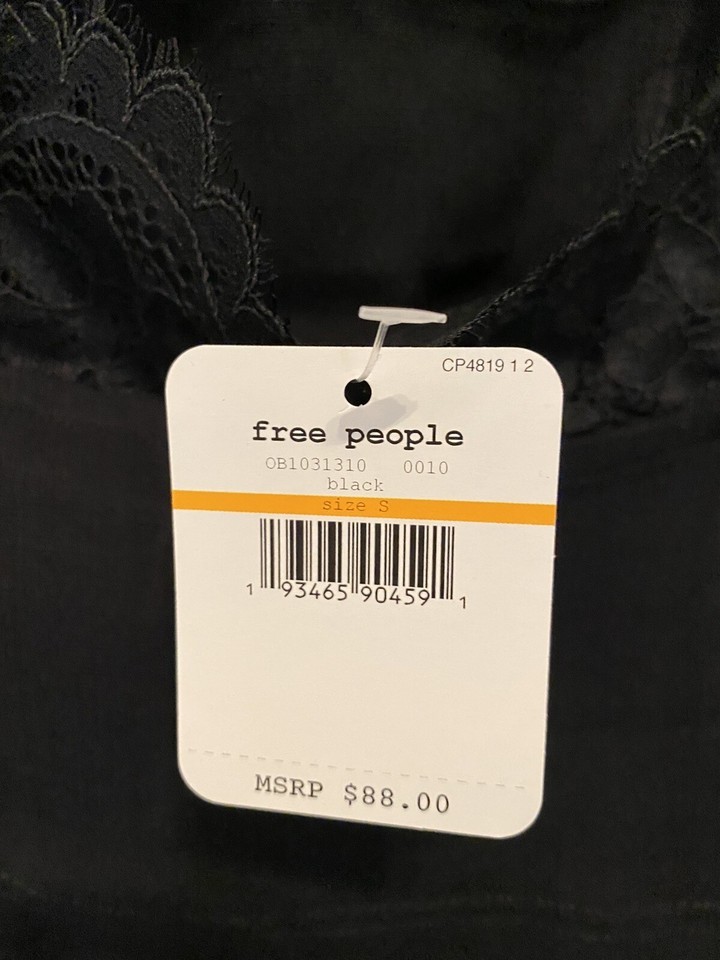 CP4819 1 2
free people
OB1031310 0010
black
size S
1 93465 90459 1
MSRP $88.00